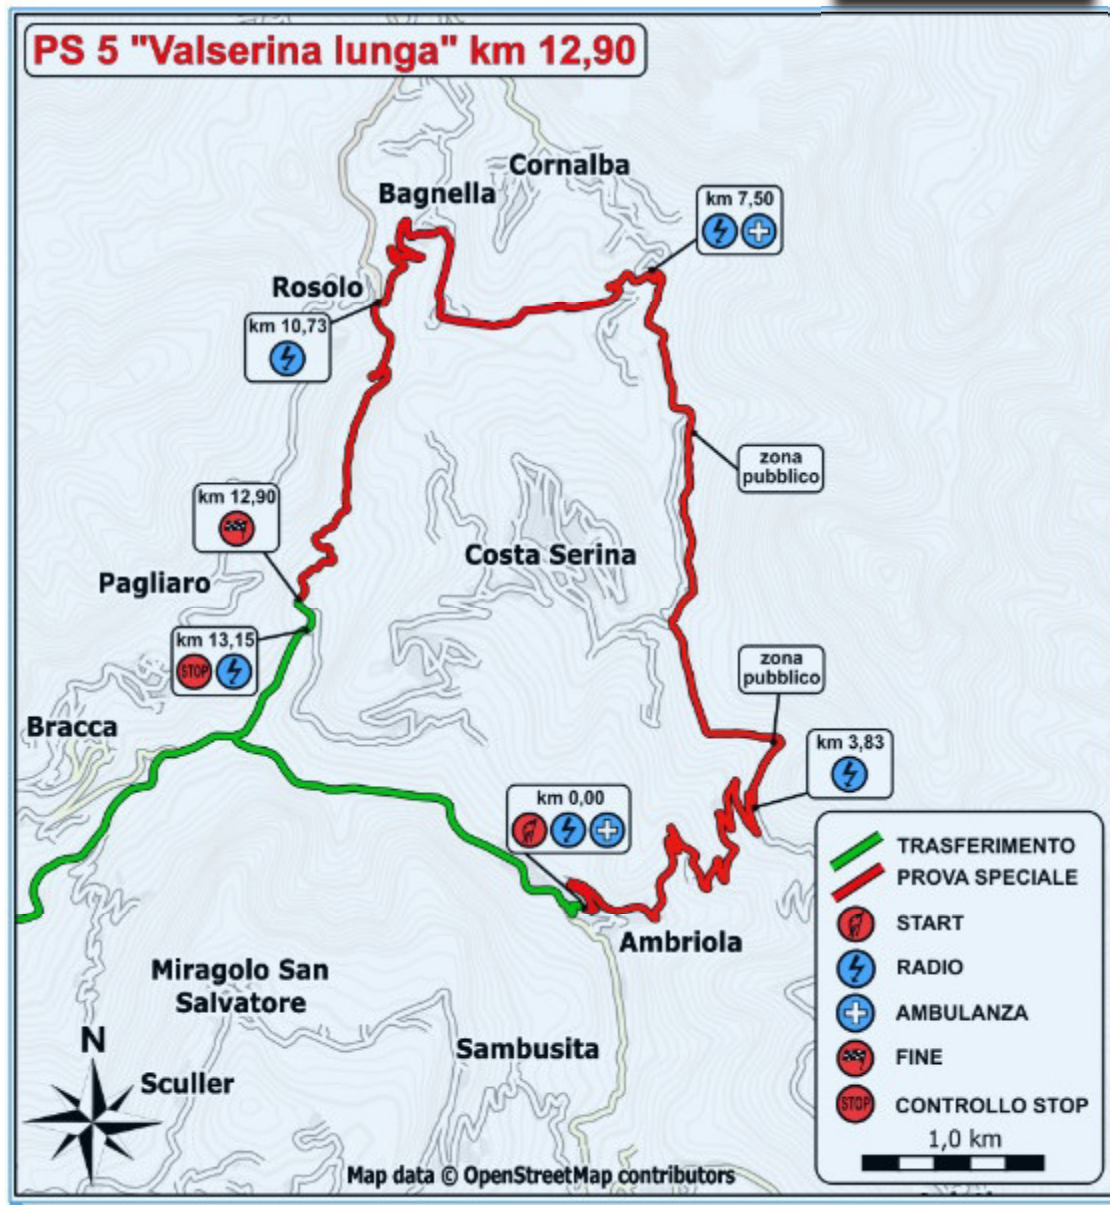 PS 5 "Valserina lunga" km 12,90
Cornalba
Bagnella
km 7,50
Rosolo
km 10,73
zona
pubblico
km 12,90
Costa Serina
Pagliaro
km 13,15
STOP
zona
pubblico
Bracca
km 3,83
km 0,00
Ambriola
Miragolo San
Salvatore
Sambusita
N
Sculler
TRASFERIMENTO
PROVA SPECIALE
START
RADIO
AMBULANZA
FINE
STOP CONTROLLO STOP
1,0 km
Map data © OpenStreetMap contributors